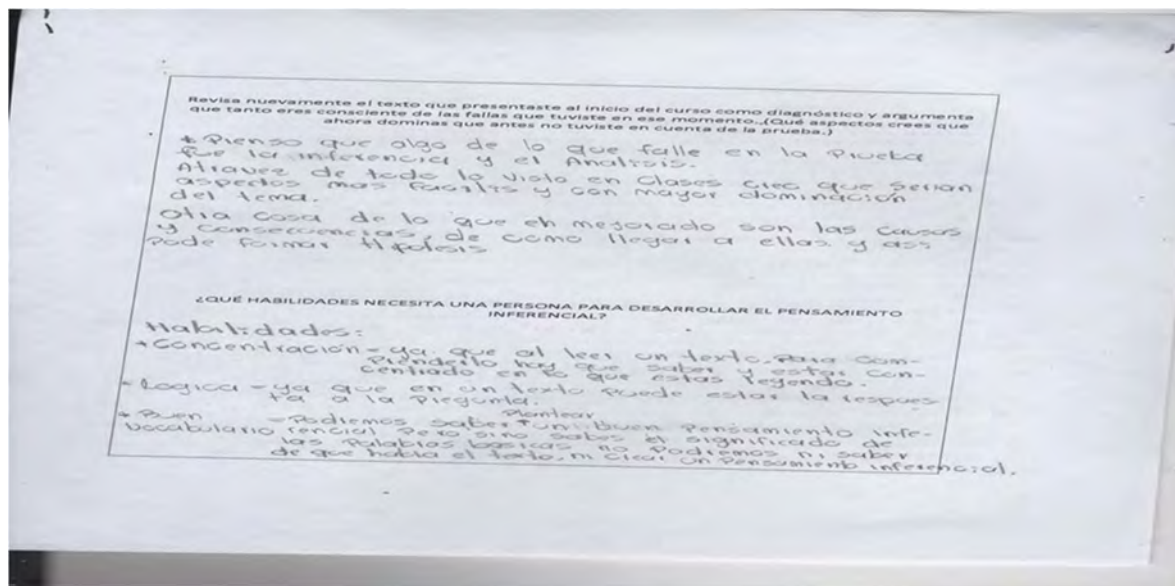 Revisa nuevamente el texto que presentaste al inicio del curso como diagnóstico y argumenta
que tanto eres consciente de las fallas que tuviste en ese momento..(Qué aspectos crees que
ahora dominas que antes no tuviste en cuenta de la prueba.)
* Pienso que algo de lo que falle en la Prueba
fue la inferencia y el Analisis.
Atravez de todo lo visto en Clases creo que serian
aspectos mas faciles y con mayor dominacion
del tema.
Otra cosa de lo que eh mejorado son las causas
y consecuencias, de como llegar a ellas y asi
Pode formar Hipotesis
¿QUÉ HABILIDADES NECESITA UNA PERSONA PARA DESARROLLAR EL PENSAMIENTO
INFERENCIAL?
Habilidades:
* Concentración - ya que al leer un texto, Para Com-
Prenderlo hay que saber y estar con-
centrado en lo que estas leyendo.
* Logica - ya que en un texto puede estar la respues
ta a la Pregunta.
Plantear
* Buen - Podremos saber un buen Pensamiento infe-
Vocabulario rencial Pero sino sabes el significado de
las Palabras basicas no Podremos ni saber
de que habla el texto, ni crear un Pensamiento inferencial.